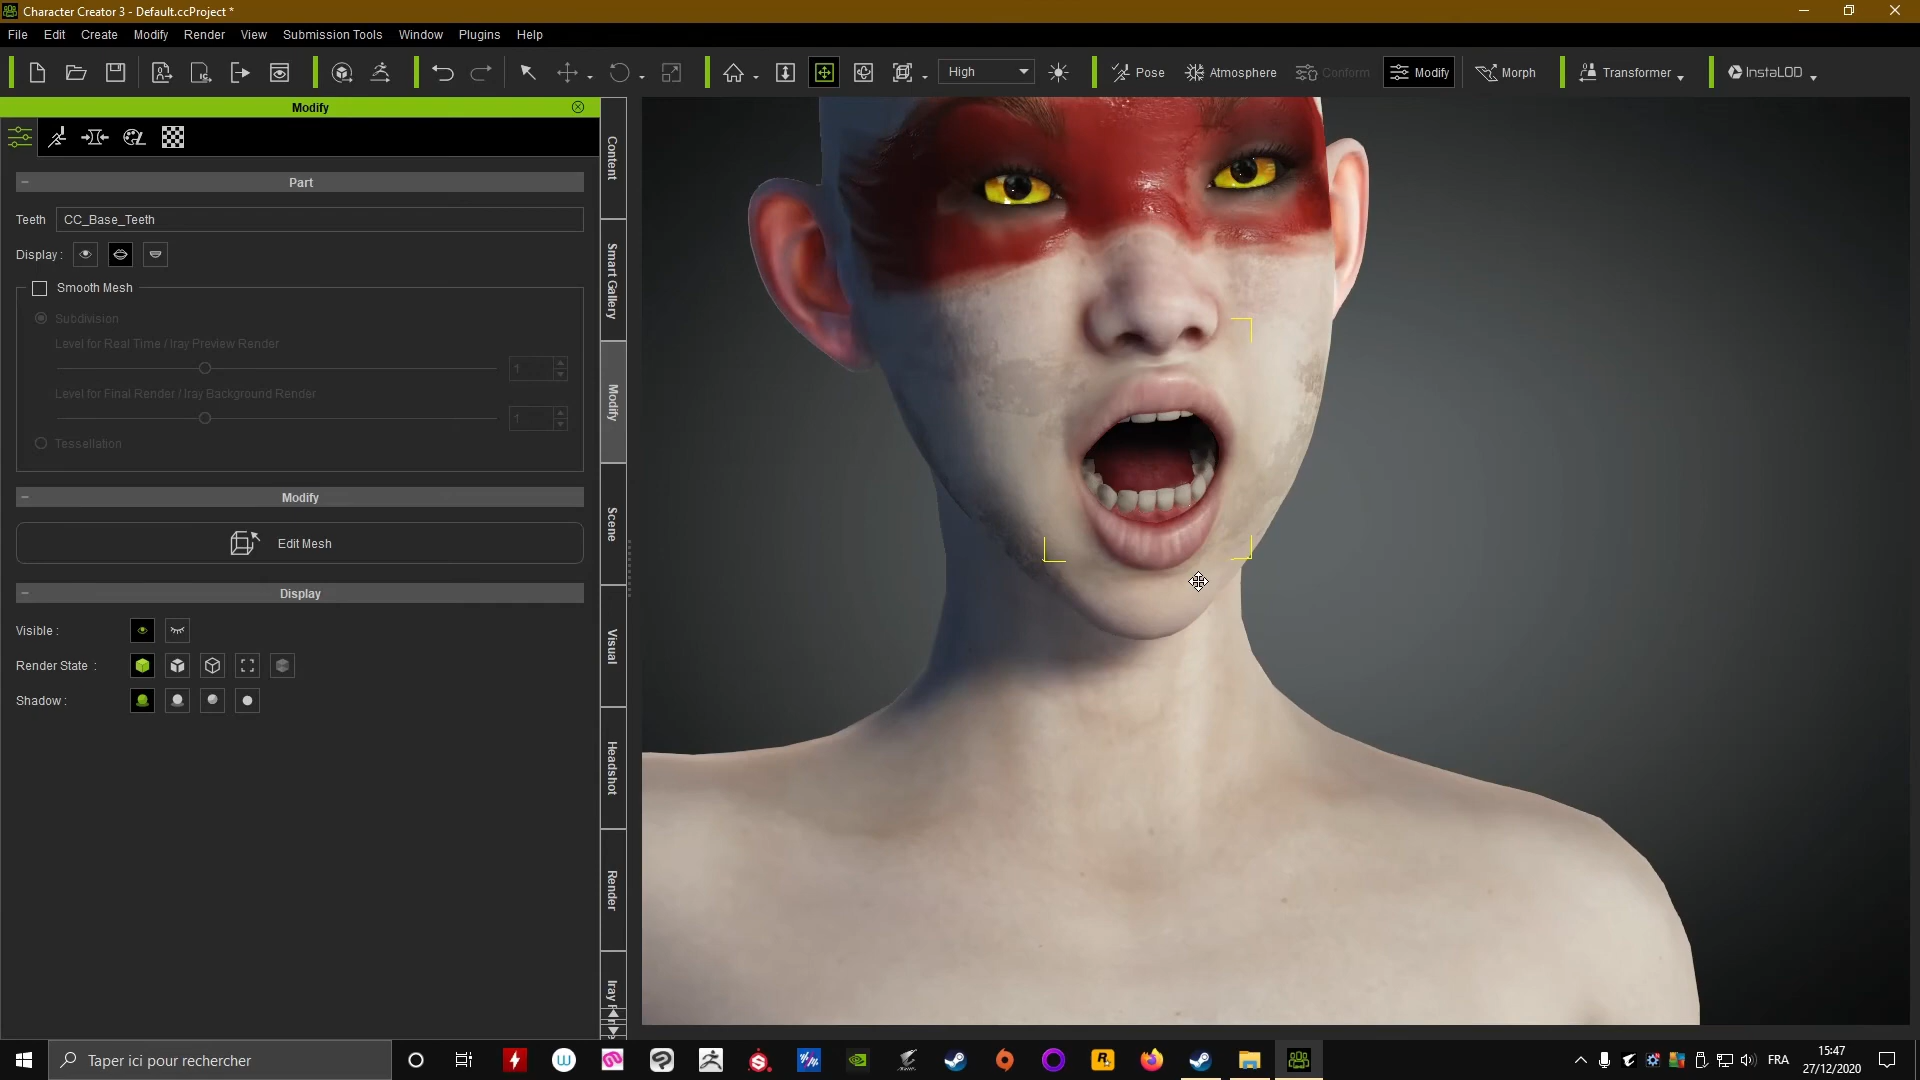 Character Creator 3 - Default.ccProject *
File Edit Create Modify Render View Submission Tools Window Plugins Help
High Pose Atmosphere Conform Modify Morph Transformer InstaLOD
Modify
Part
Teeth CC_Base_Teeth
Display :
Smooth Mesh
Subdivision
Level for Real Time / Iray Preview Render
1
Level for Final Render / Iray Background Render
1
Tessellation
Modify
Edit Mesh
Display
Visible :
Render State :
Shadow :
Content
Smart Gallery
Modify
Scene
Visual
Headshot
Render
Iray
Taper ici pour rechercher
FRA
15:47
27/12/2020